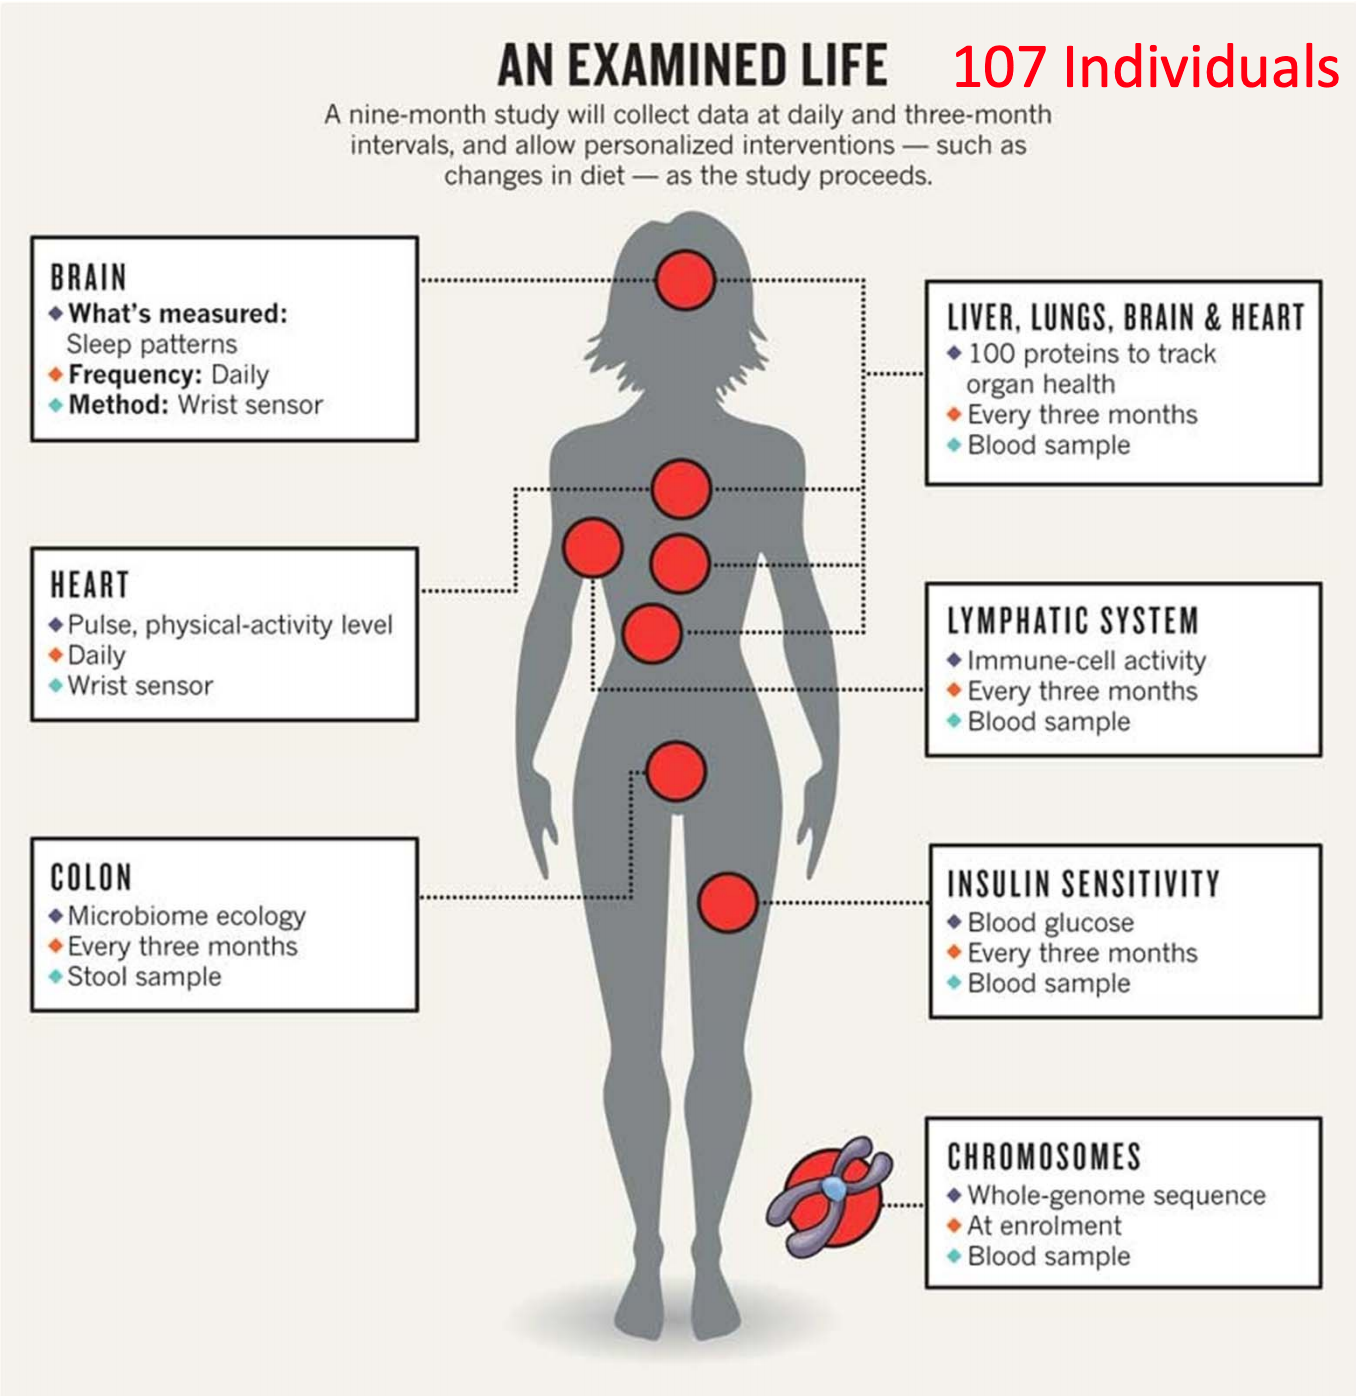 AN EXAMINED LIFE
107 Individuals
A nine-month study will collect data at daily and three-month
intervals, and allow personalized interventions — such as
changes in diet — as the study proceeds.
BRAIN
What's measured:
Sleep patterns
Frequency: Daily
Method: Wrist sensor
HEART
Pulse, physical-activity level
Daily
Wrist sensor
COLON
Microbiome ecology
Every three months
Stool sample
LIVER, LUNGS, BRAIN & HEART
100 proteins to track
organ health
Every three months
Blood sample
LYMPHATIC SYSTEM
Immune-cell activity
Every three months
Blood sample
INSULIN SENSITIVITY
Blood glucose
Every three months
Blood sample
CHROMOSOMES
Whole-genome sequence
At enrolment
Blood sample